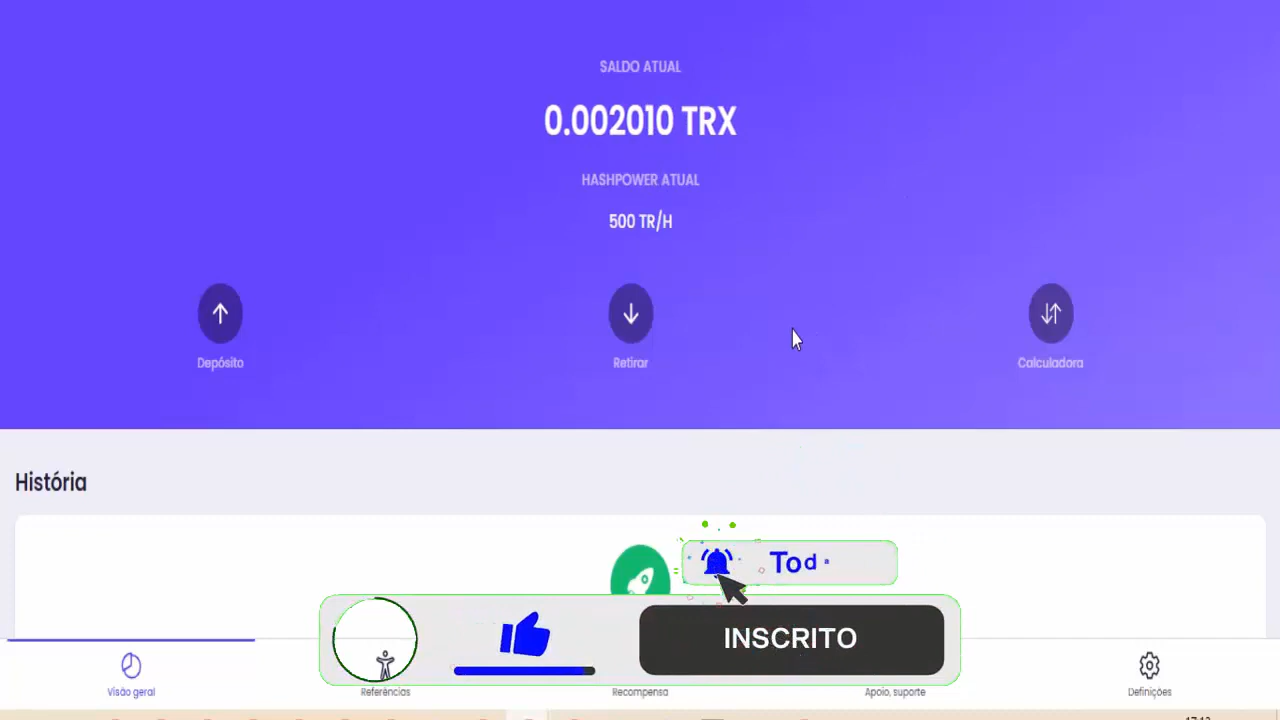 SALDO ATUAL
0.002010 TRX
HASHPOWER ATUAL
500 TR/H
Depósito
Retirar
Calculadora
História
Tod a
INSCRITO
Visão geral
Referências
Recompensa
Apoio, suporte
Definições